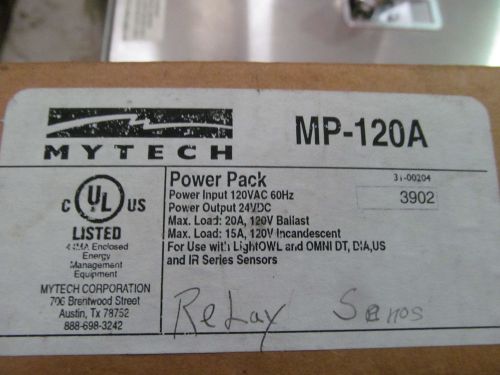 MYTECH
MP-120A
C UL US
LISTED
Enclosed
Energy
Management
Equipment
MYTECH CORPORATION
706 Brentwood Street
Austin, Tx 78752
888-698-3242
Power Pack
Power Input 120VAC 60Hz
Power Output 24VDC
Max. Load: 20A, 120V Ballast
Max. Load: 15A, 120V Incandescent
For Use with LightOWL and OMNI DT, DIA,US
and IR Series Sensors
31-00204
3902
Relay